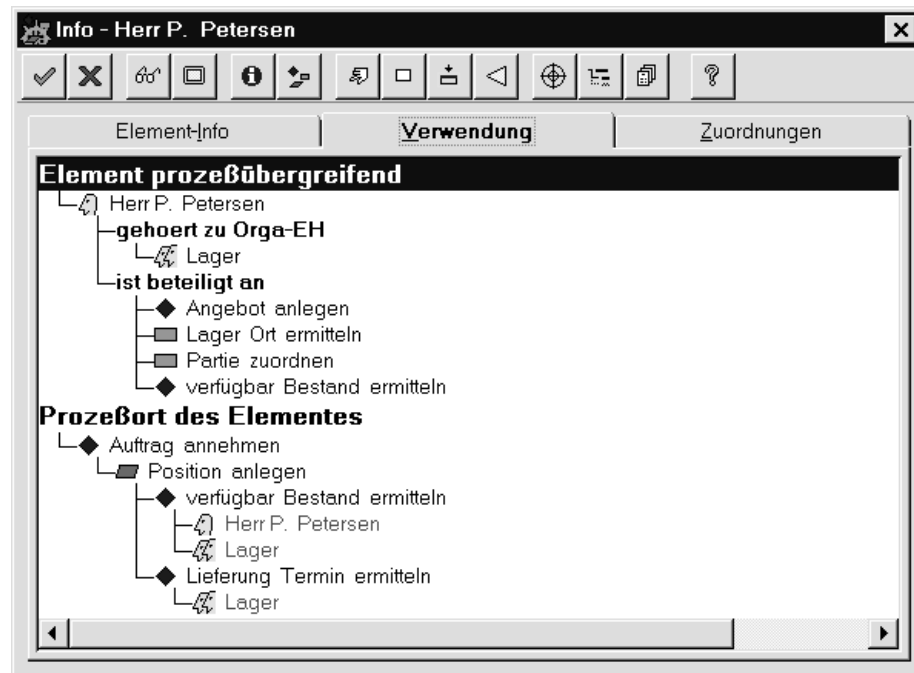 Info - Herr P. Petersen
Element-Info Verwendung Zuordnungen
Element prozeßübergreifend
Herr P. Petersen
gehoert zu Orga-EH
Lager
ist beteiligt an
Angebot anlegen
Lager Ort ermitteln
Partie zuordnen
verfügbar Bestand ermitteln
Prozeßort des Elementes
Auftrag annehmen
Position anlegen
verfügbar Bestand ermitteln
Herr P. Petersen
Lager
Lieferung Termin ermitteln
Lager